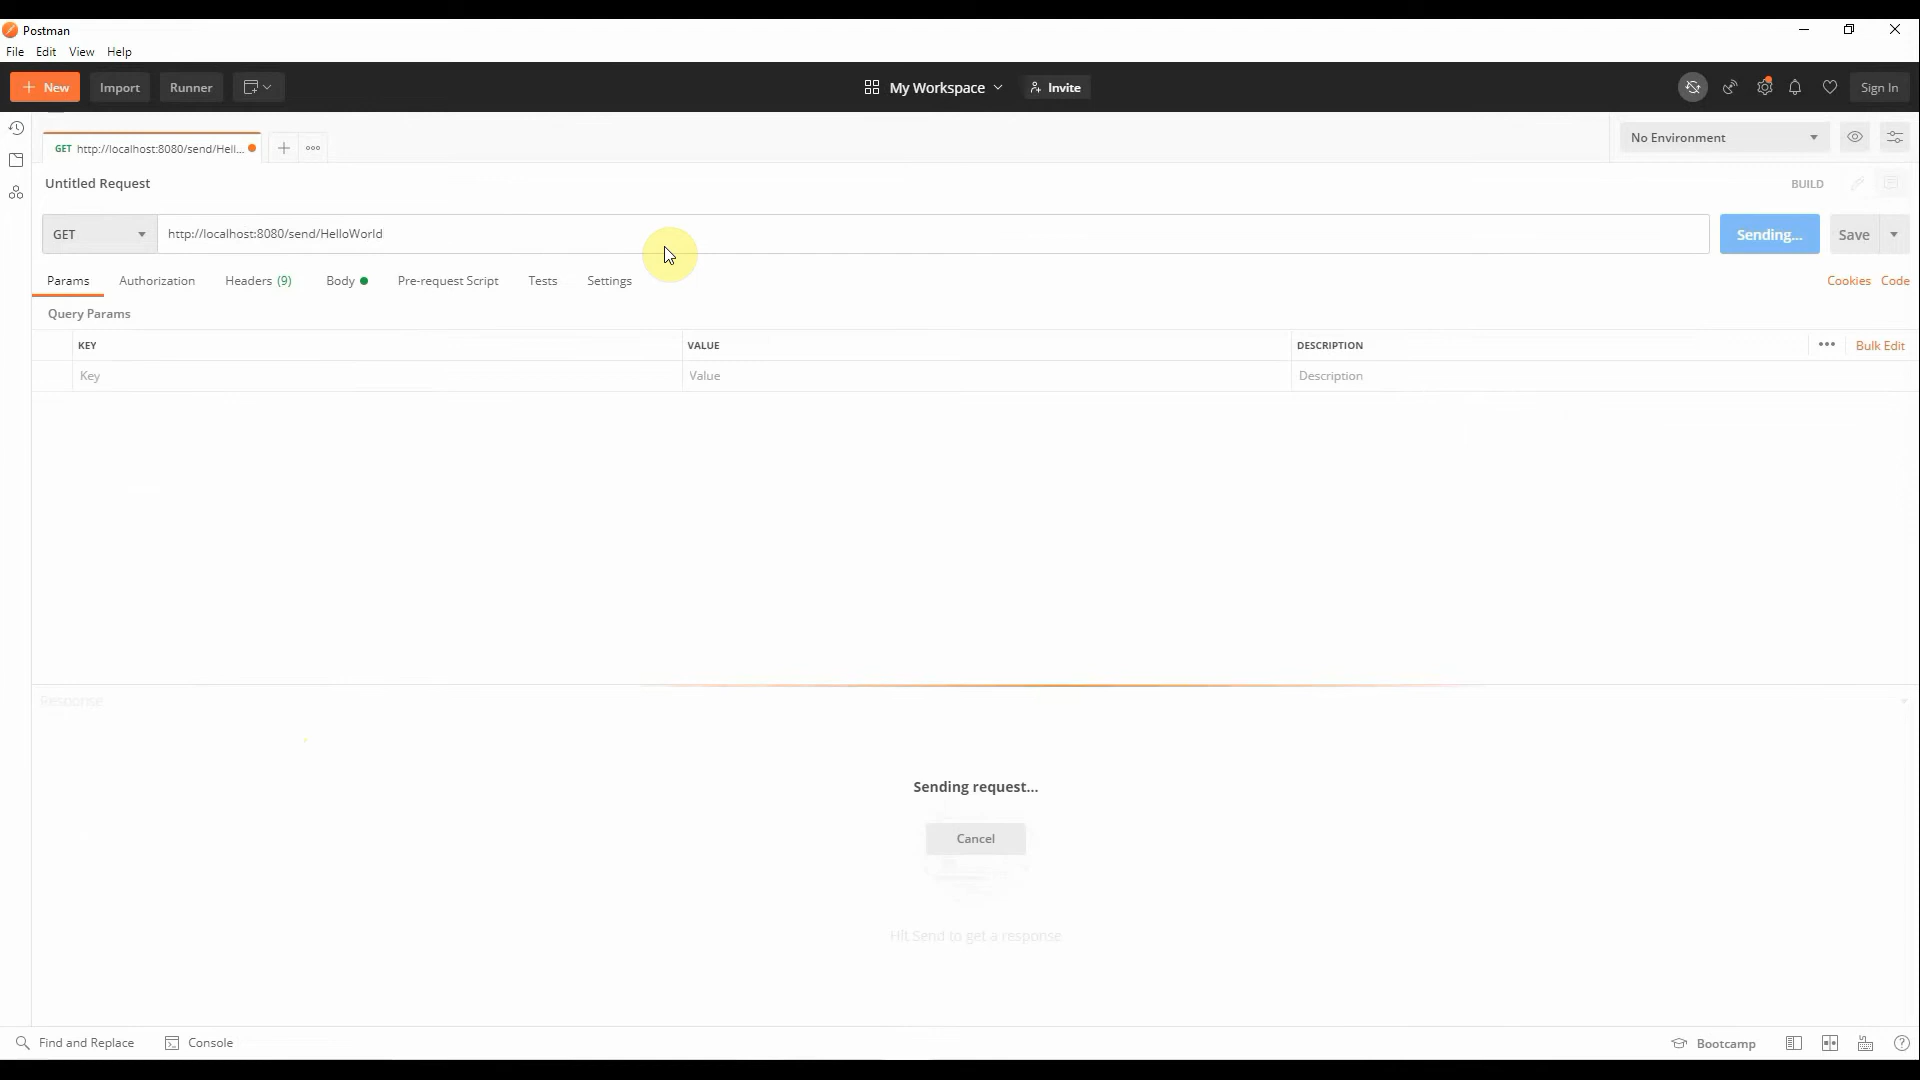 Postman
File Edit View Help
New Import Runner My Workspace Invite Sign In
GET http://localhost:8080/send/Hell... No Environment
Untitled Request BUILD
GET http://localhost:8080/send/HelloWorld Sending... Save
Params Authorization Headers (9) Body Pre-request Script Tests Settings Cookies Code
Query Params
KEY VALUE DESCRIPTION Bulk Edit
Key Value Description
Response
Sending request...
Cancel
Hit Send to get a response
Find and Replace Console Bootcamp